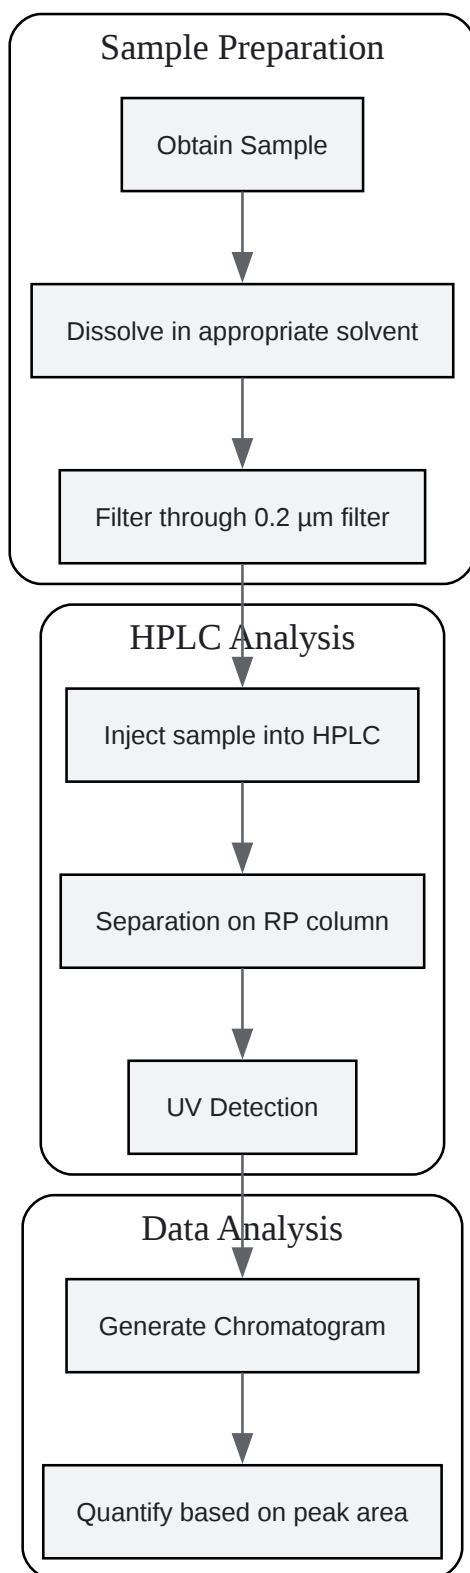 Sample Preparation
Obtain Sample
Dissolve in appropriate solvent
Filter through 0.2 µm filter
HPLC Analysis
Inject sample into HPLC
Separation on RP column
UV Detection
Data Analysis
Generate Chromatogram
Quantify based on peak area